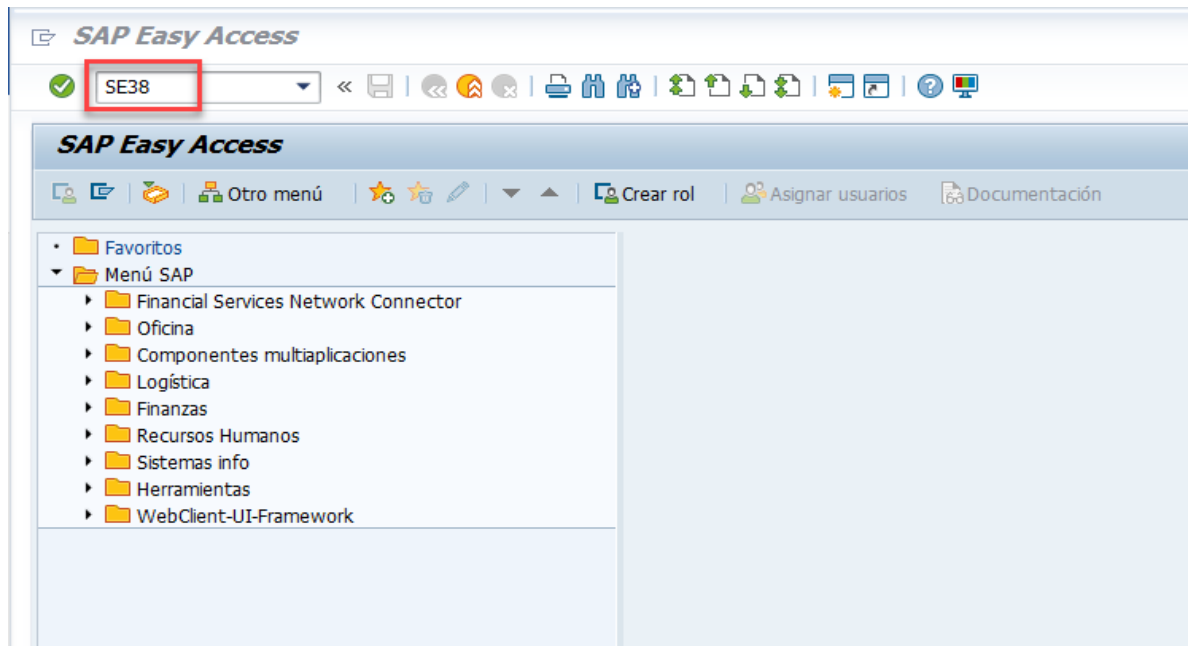 SAP Easy Access
SE38
SAP Easy Access
Otro menú Crear rol Asignar usuarios Documentación
Favoritos
Menú SAP
Financial Services Network Connector
Oficina
Componentes multiaplicaciones
Logística
Finanzas
Recursos Humanos
Sistemas info
Herramientas
WebClient-UI-Framework